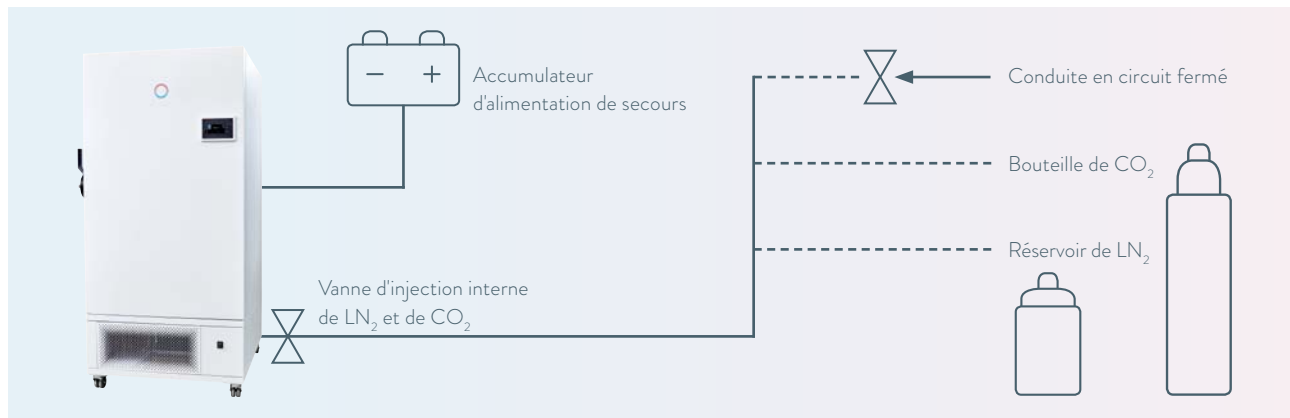 − +
Accumulateur
d'alimentation de secours
Conduite en circuit fermé
Bouteille de CO₂
Réservoir de LN₂
Vanne d'injection interne
de LN₂ et de CO₂